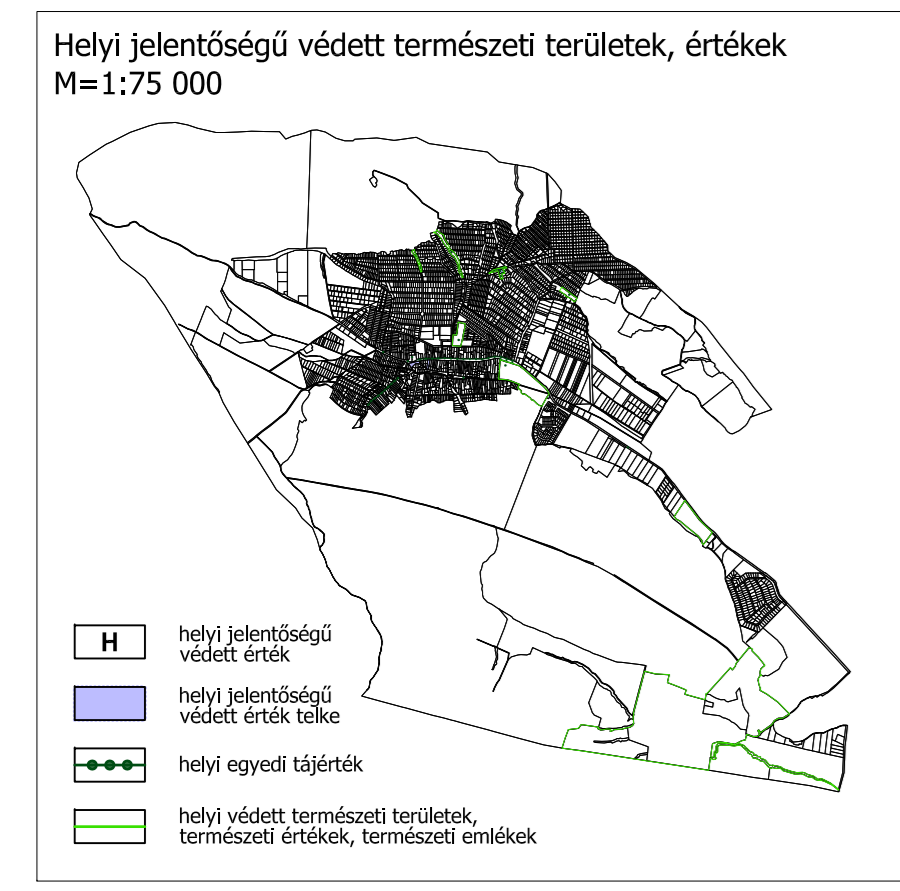 Helyi jelentőségű védett természeti területek, értékek
M=1:75 000
H
helyi jelentőségű
védett érték
helyi jelentőségű
védett érték telke
helyi egyedi tájérték
helyi védett természeti területek,
természeti értékek, természeti emlékek